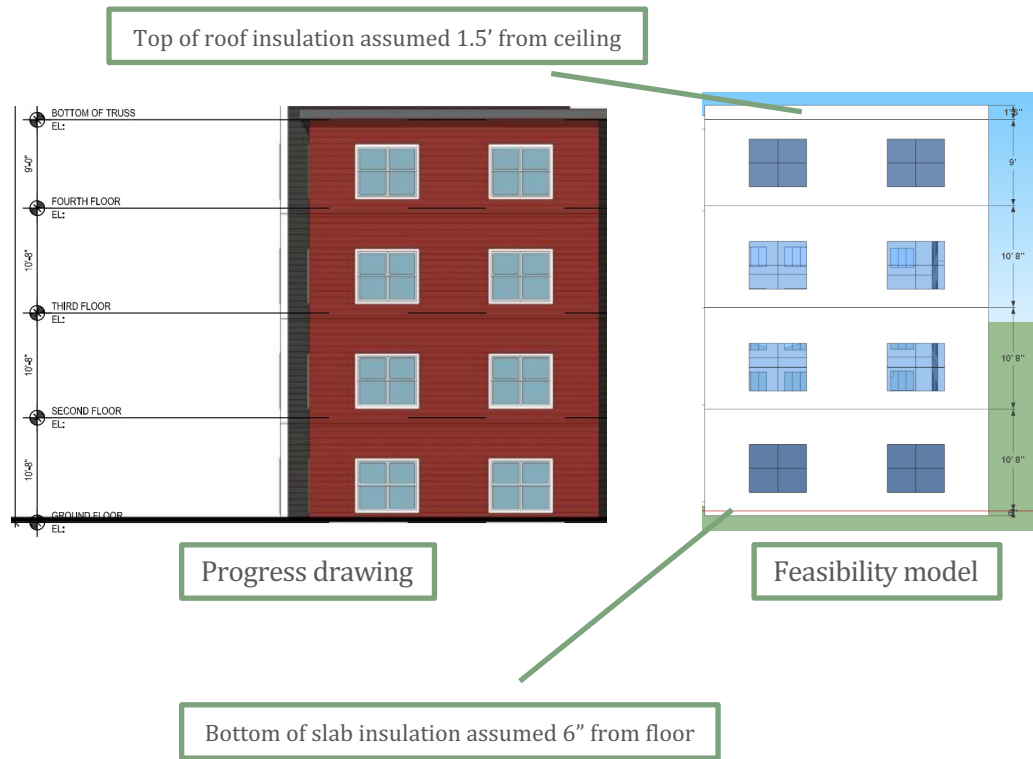 Top of roof insulation assumed 1.5’ from ceiling
BOTTOM OF TRUSS
EL:
9'-0"
FOURTH FLOOR
EL:
10'-8"
THIRD FLOOR
EL:
10'-8"
SECOND FLOOR
EL:
10'-8"
GROUND FLOOR
EL:
9'
10' 8"
10' 8"
10' 8"
Progress drawing
Feasibility model
Bottom of slab insulation assumed 6” from floor